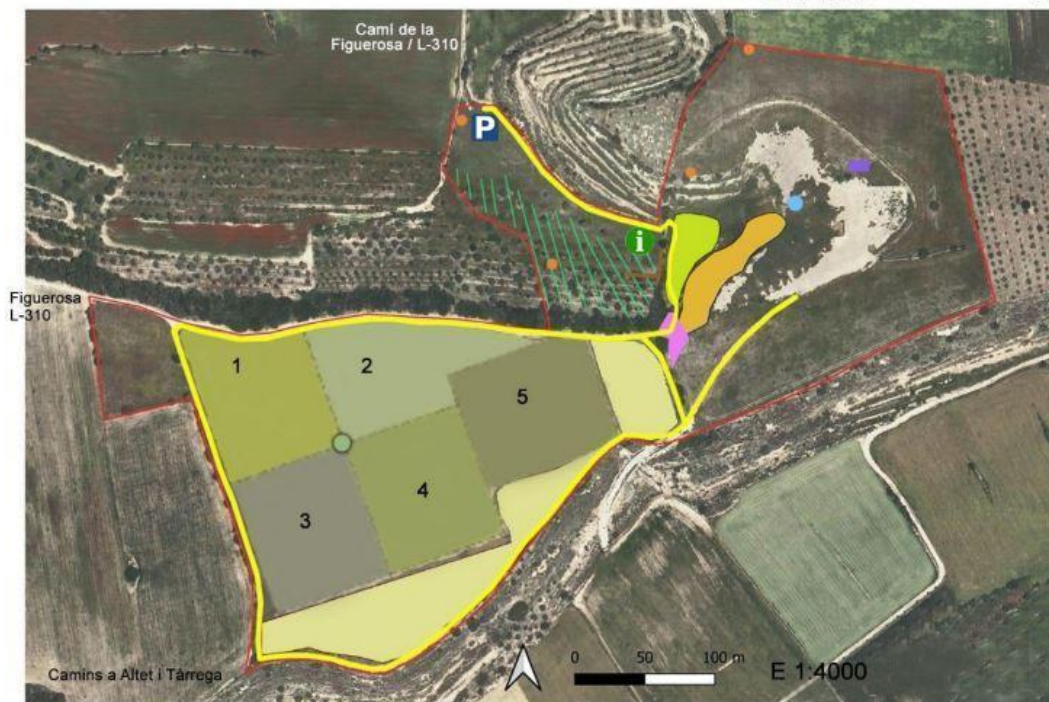 Camí de la
Figuerosa / L-310
P
i
Figuerosa
L-310
1
2
5
4
3
Camins a Altet i Tàrrega
0 50 100 m
E 1:4000